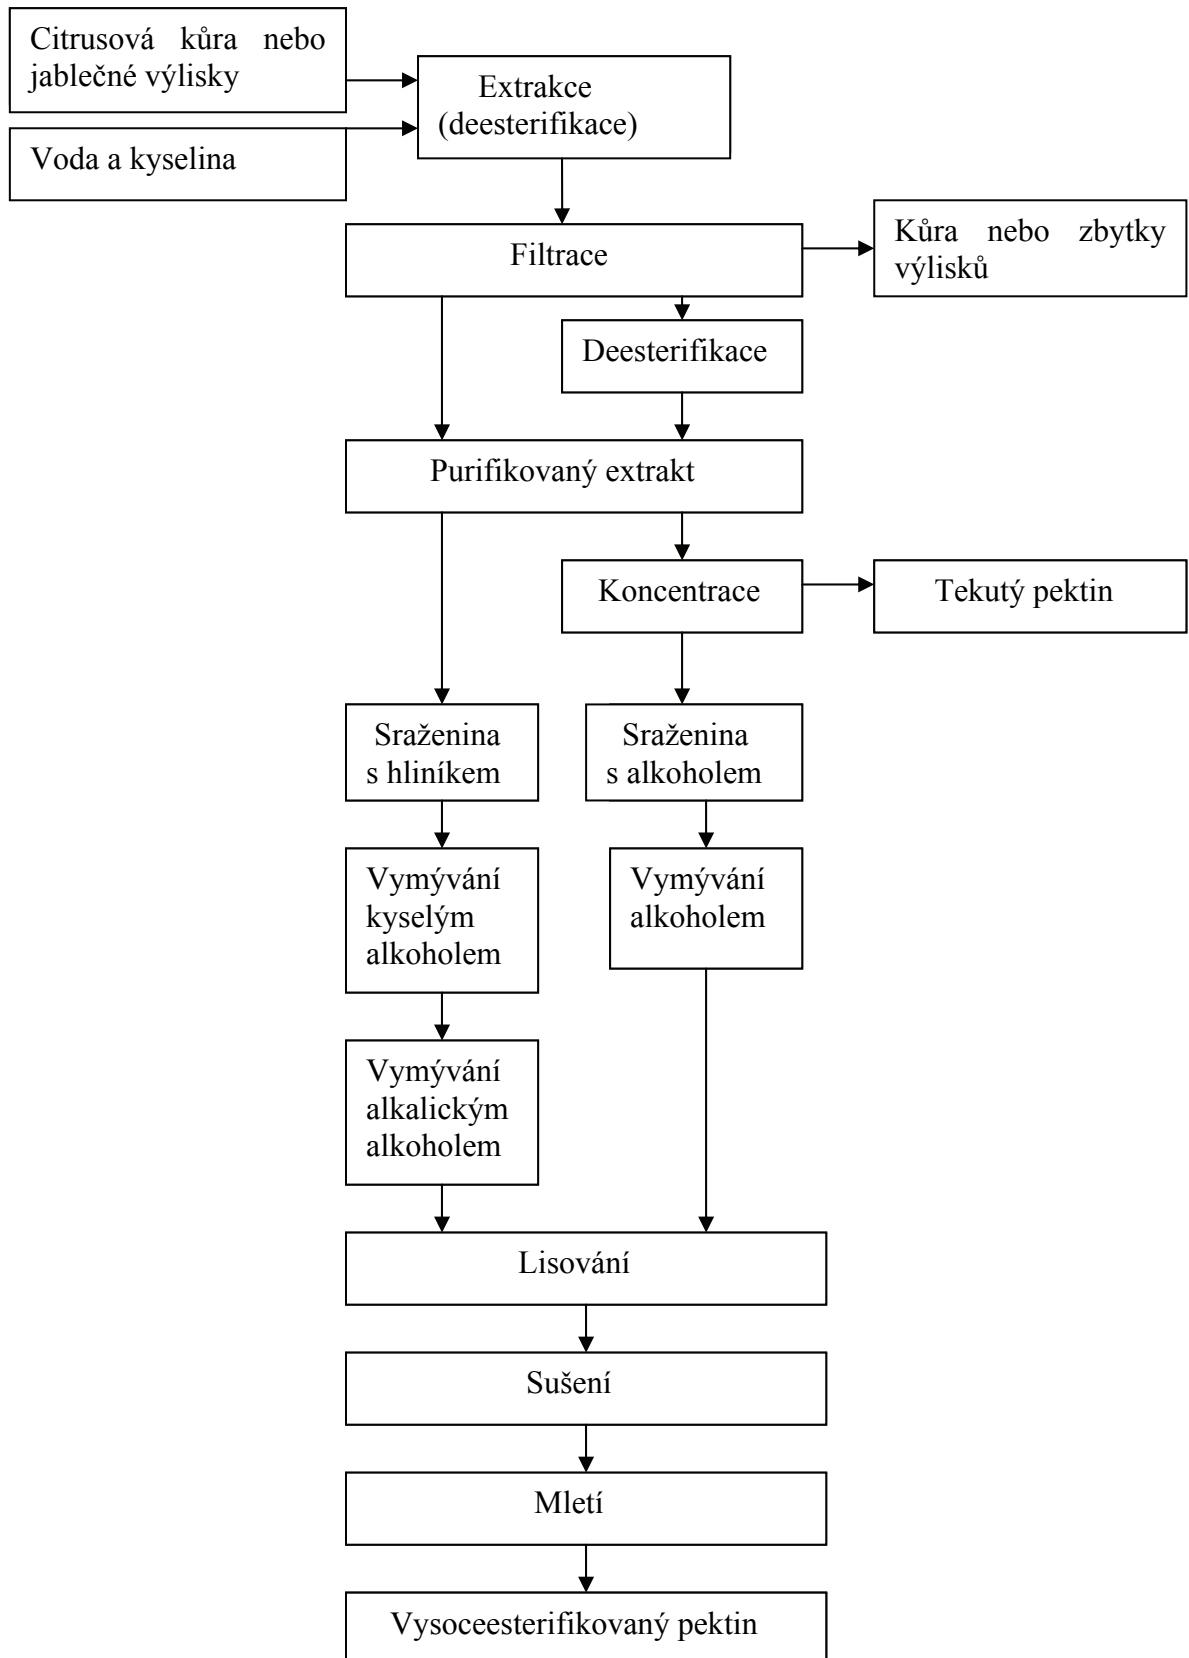 Citrusová kůra nebo
jablečné výlisky
Extrakce
(deesterifikace)
Voda a kyselina
Filtrace
Kůra nebo zbytky
výlisků
Deesterifikace
Purifikovaný extrakt
Koncentrace
Tekutý pektin
Sraženina
s hliníkem
Sraženina
s alkoholem
Vymývání
kyselým
alkoholem
Vymývání
alkoholem
Vymývání
alkalickým
alkoholem
Lisování
Sušení
Mletí
Vysoceesterifikovaný pektin